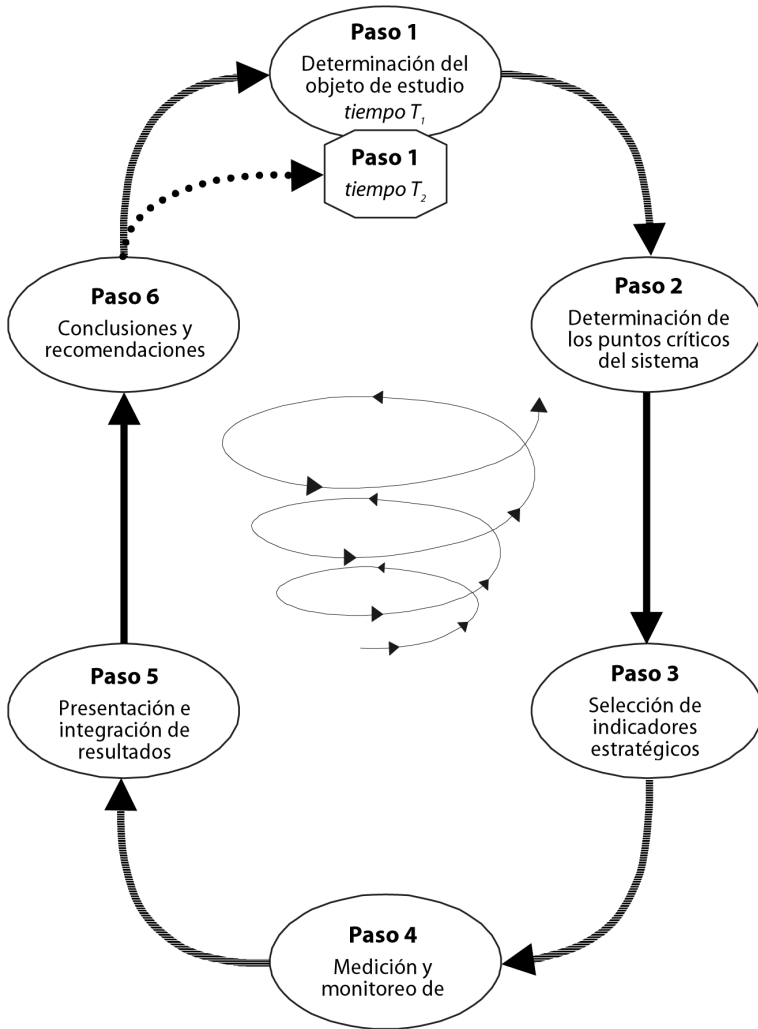 Paso 1
Determinación del
objeto de estudio
tiempo T₁
Paso 1
tiempo T₂
Paso 2
Determinación de
los puntos críticos
del sistema
Paso 3
Selección de
indicadores
estratégicos
Paso 4
Medición y
monitoreo de
Paso 5
Presentación e
integración de
resultados
Paso 6
Conclusiones y
recomendaciones